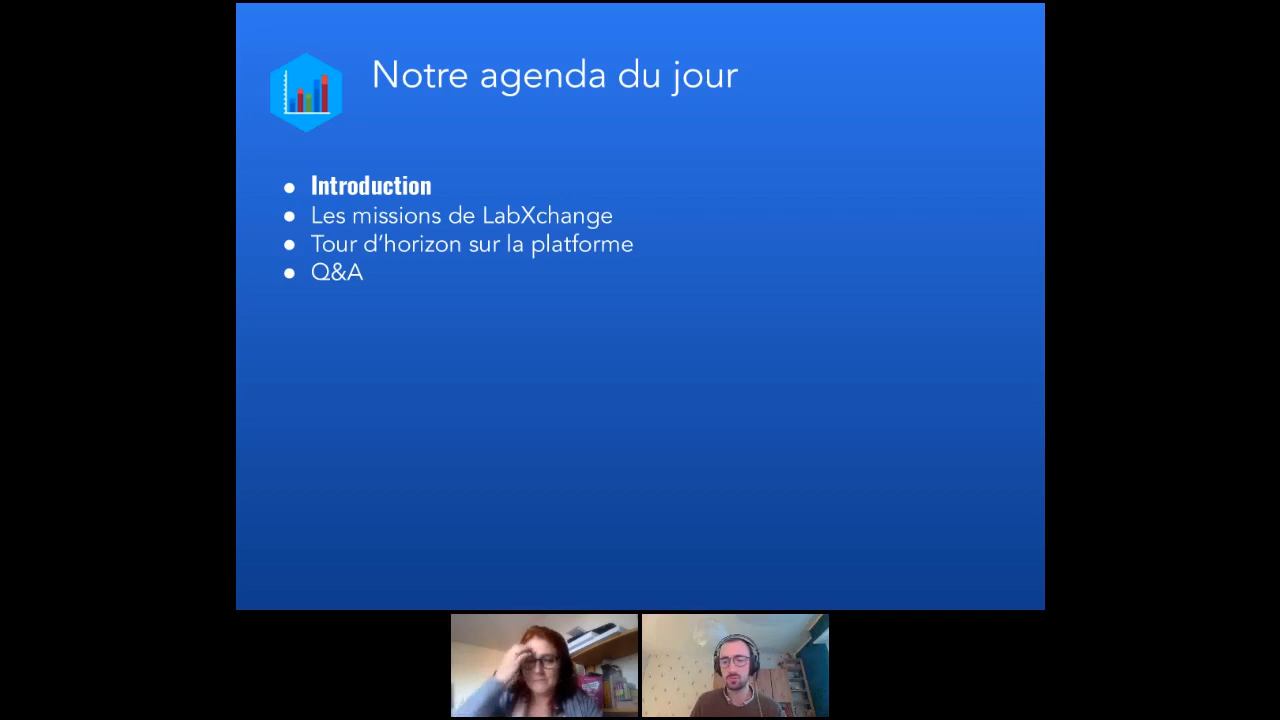 Notre agenda du jour
● Introduction
● Les missions de LabXchange
● Tour d’horizon sur la platforme
● Q&A